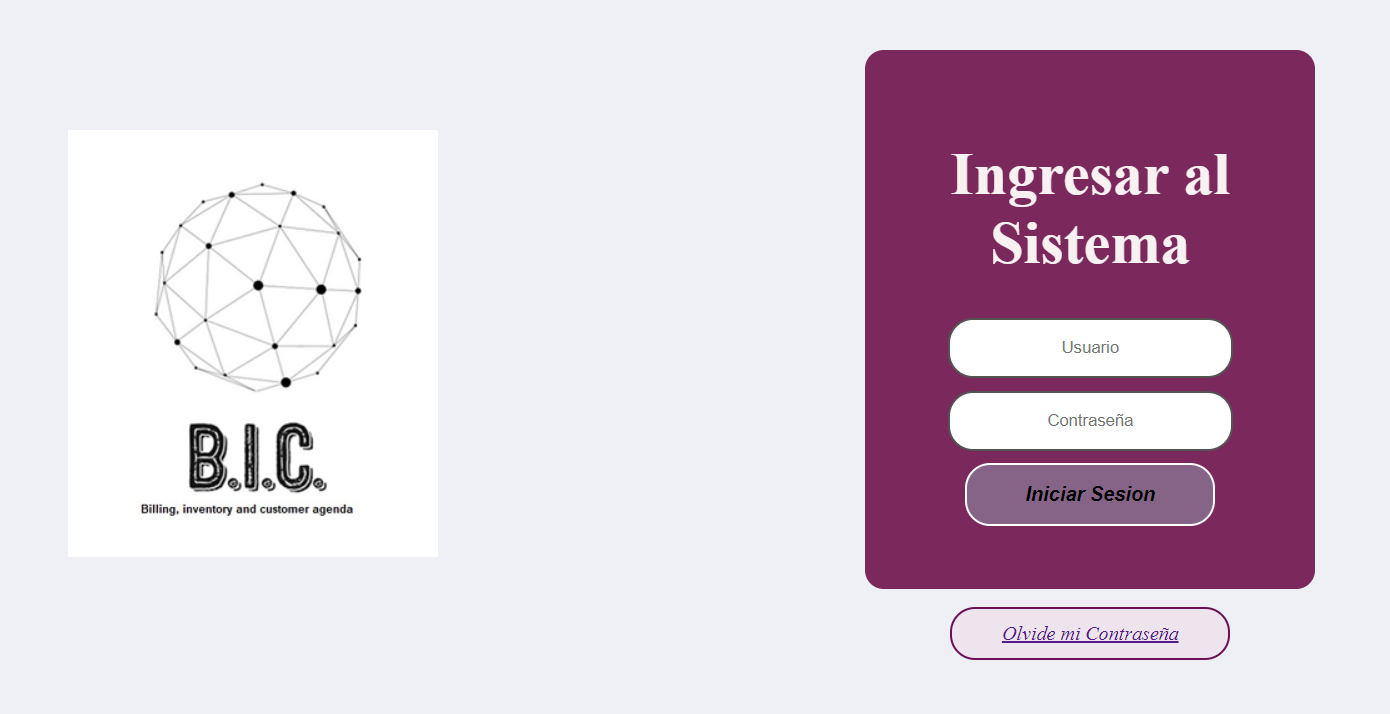 B.I.C.
Billing, inventory and customer agenda
Ingresar al
Sistema
Usuario
Contraseña
Iniciar Sesion
Olvide mi Contraseña